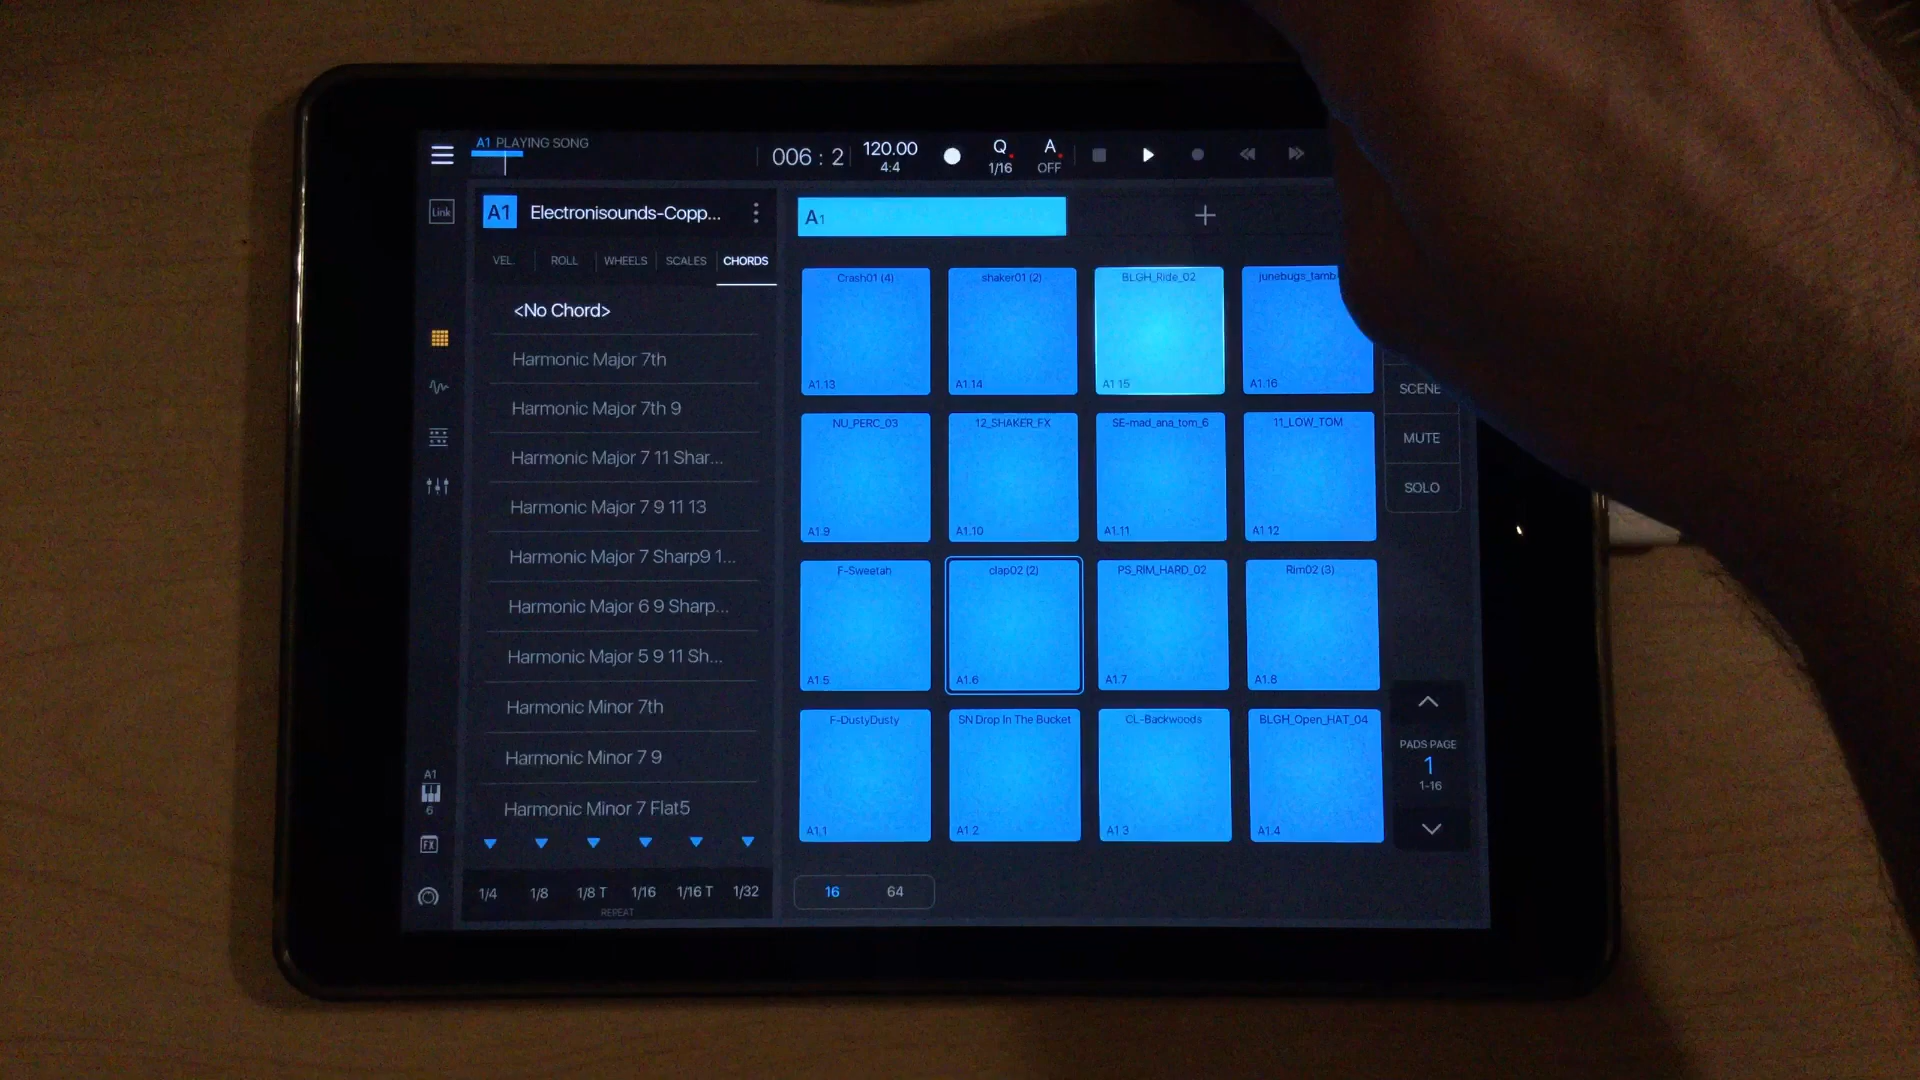 A1 PLAYING SONG
006 : 2
120.00
4:4
Q
1/16
A
OFF
Link
A1 Electronisounds-Copp...
A1
VEL.
ROLL
WHEELS
SCALES
CHORDS
<No Chord>
Harmonic Major 7th
Harmonic Major 7th 9
Harmonic Major 7 11 Shar...
Harmonic Major 7 9 11 13
Harmonic Major 7 Sharp9 1...
Harmonic Major 6 9 Sharp...
Harmonic Major 5 9 11 Sh...
Harmonic Minor 7th
Harmonic Minor 7 9
Harmonic Minor 7 Flat5
1/4
1/8
1/8 T
1/16
1/16 T
1/32
REPEAT
A1
6
FX
Crash01 (4)
A1.13
shaker01 (2)
A1.14
BLGH_Ride_02
A1.15
junebugs_tamb
A1.16
NU_PERC_03
A1.9
12_SHAKER_FX
A1.10
SE-mad_ana_tom_6
A1.11
11_LOW_TOM
A1.12
F-Sweetah
A1.5
clap02 (2)
A1.6
PS_RIM_HARD_02
A1.7
Rim02 (3)
A1.8
F-DustyDusty
A1.1
SN Drop In The Bucket
A1.2
CL-Backwoods
A1.3
BLGH_Open_HAT_04
A1.4
SCENE
MUTE
SOLO
PADS PAGE
1
1-16
16
64